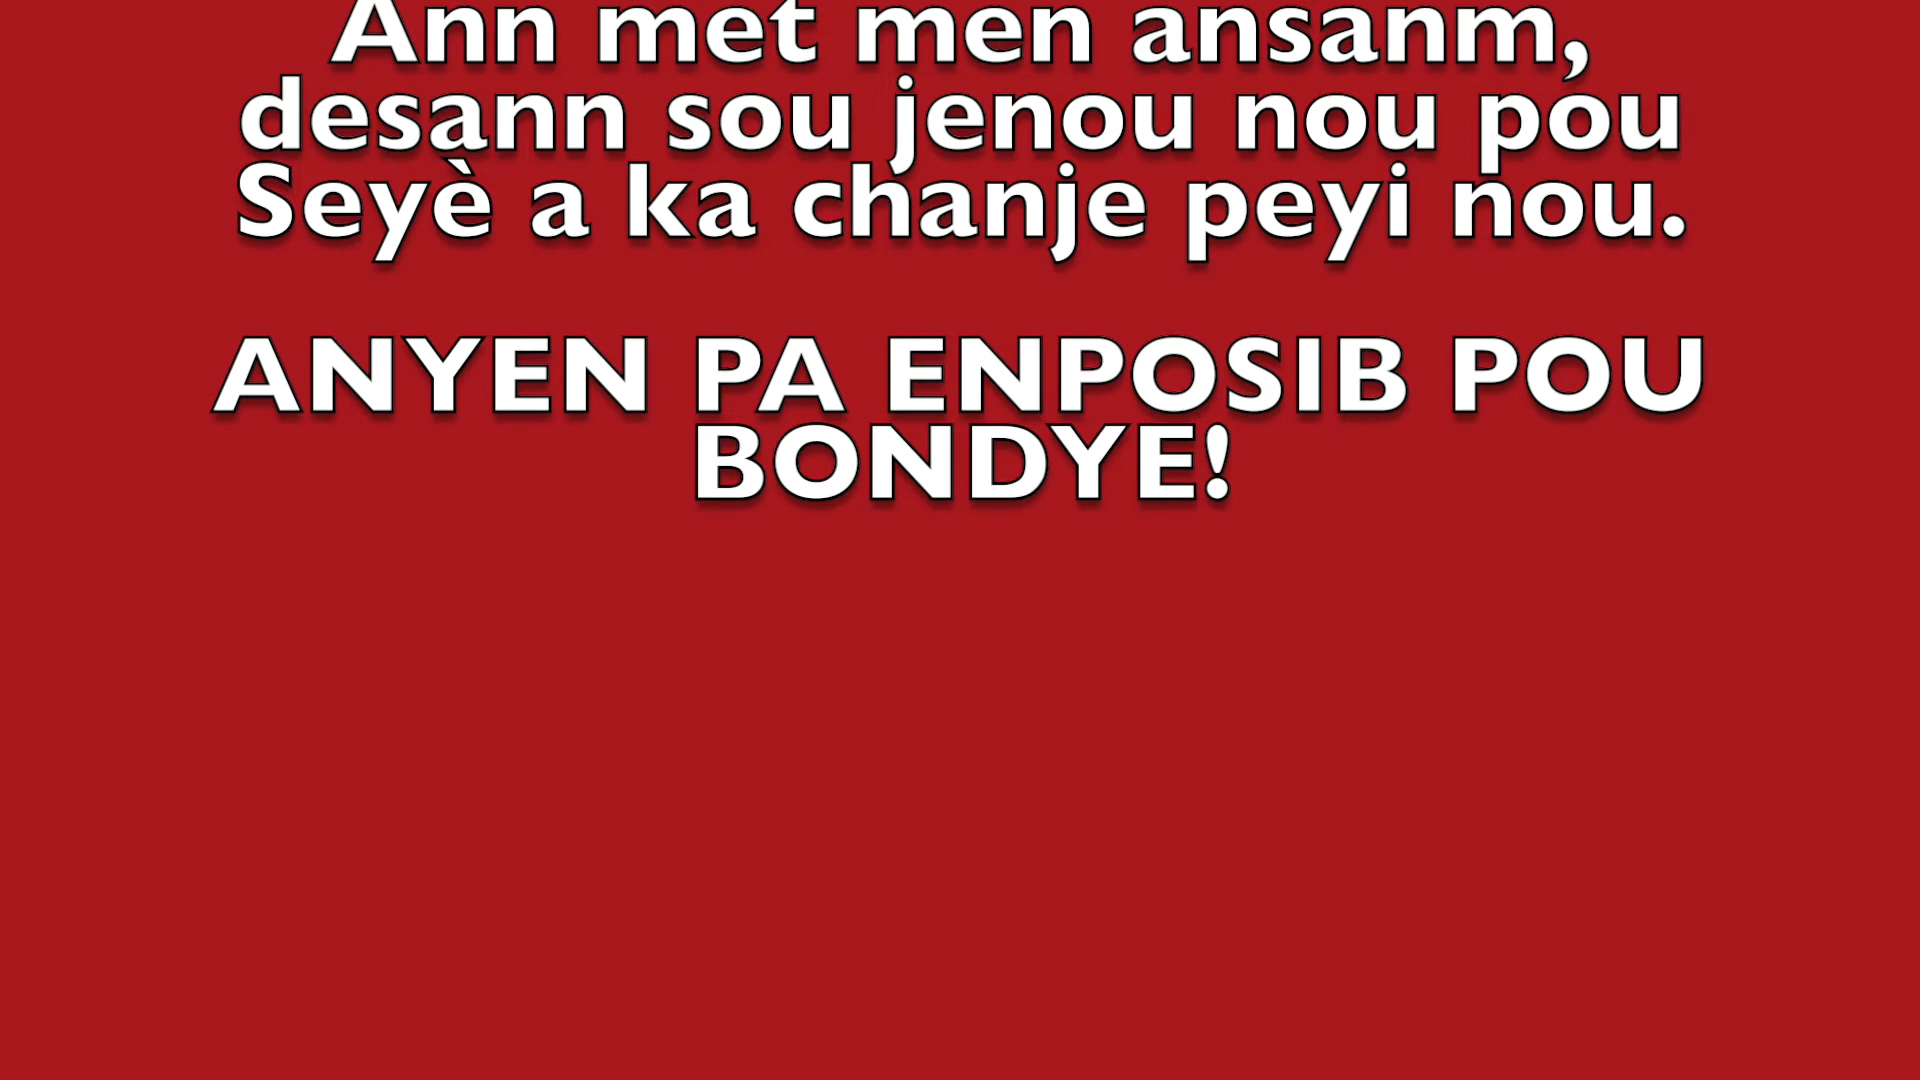 Ann met men ansanm,
desann sou jenou nou pou
Seyè a ka chanje peyi nou.
ANYEN PA ENPOSIB POU
BONDYE!